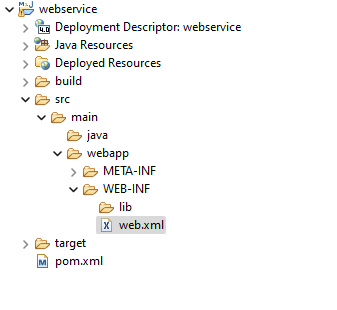 webservice
Deployment Descriptor: webservice
Java Resources
Deployed Resources
build
src
main
java
webapp
META-INF
WEB-INF
lib
web.xml
target
pom.xml